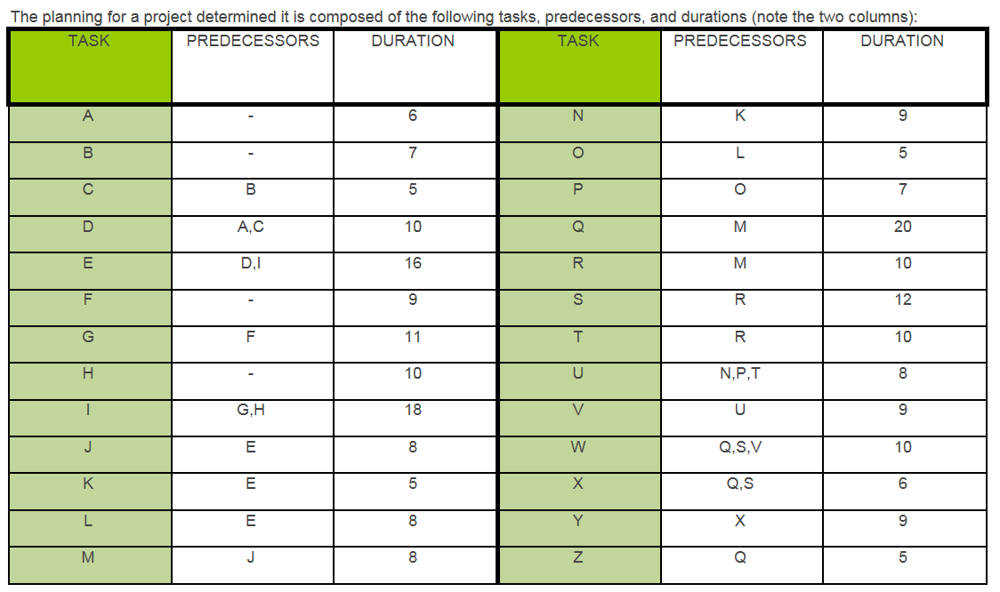 The planning for a project determined it is composed of the following tasks, predecessors, and durations (note the two columns):
TASK PREDECESSORS DURATION TASK PREDECESSORS DURATION
A - 6 N K 9
B - 7 O L 5
C B 5 P O 7
D A,C 10 Q M 20
E D,I 16 R M 10
F - 9 S R 12
G F 11 T R 10
H - 10 U N,P,T 8
I G,H 18 V U 9
J E 8 W Q,S,V 10
K E 5 X Q,S 6
L E 8 Y X 9
M J 8 Z Q 5